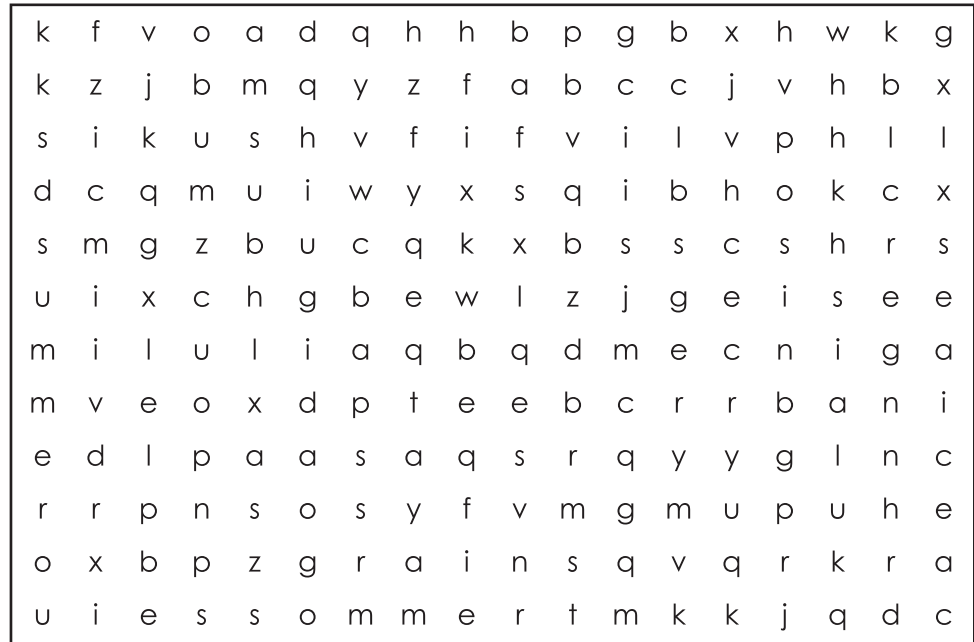 k f v o a d q h h b p g b x h w k g
k z j b m q y z f a b c c j v h b x
s i k u s h v f i f v i l v p h l l
d c q m u i w y x s q i b h o k c x
s m g z b u c q k x b s s c s h r s
u i x c h g b e w l z j g e i s e e
m i l u l i a q b q d m e c n i g a
m v e o x d p t e e b c r r b a n i
e d l p a a s a q s r q y y g l n c
r r p n s o s y f v m g m u p u h e
o x b p z g r a i n s q v q r k r a
u i e s s o m m e r t m k k j q d c